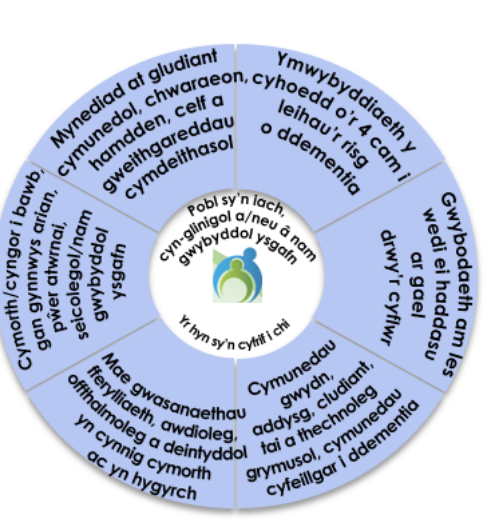 Ymwybyddiaeth y
cyhoedd o'r 4 cam i
leihau'r risg
o ddementia
Gwybodaeth am les
wedi ei haddasu
ar gael
drwy'r cyflwr
Cymunedau
gwydn,
addysg, cludiant,
tai a thechnoleg
grymusol, cymunedau
cyfeillgar i ddementia
Mae gwasanaethau
fferylliaeth, awdioleg,
offthalmoleg a deintyddol
yn cynnig cymorth
ac yn hygyrch
Cymorth/cyngor i bawb,
gan gynnwys arian,
pŵer atwrnai,
seicolegol/nam
gwybyddol
ysgafn
Mynediad at gludiant
cymunedol, chwaraeon,
hamdden, celf a
gweithgareddau
cymdeithasol
Pobl sy'n iach,
cyn-glinigol a/neu â nam
gwybyddol ysgafn
Yr hyn sy'n cyfrif i chi